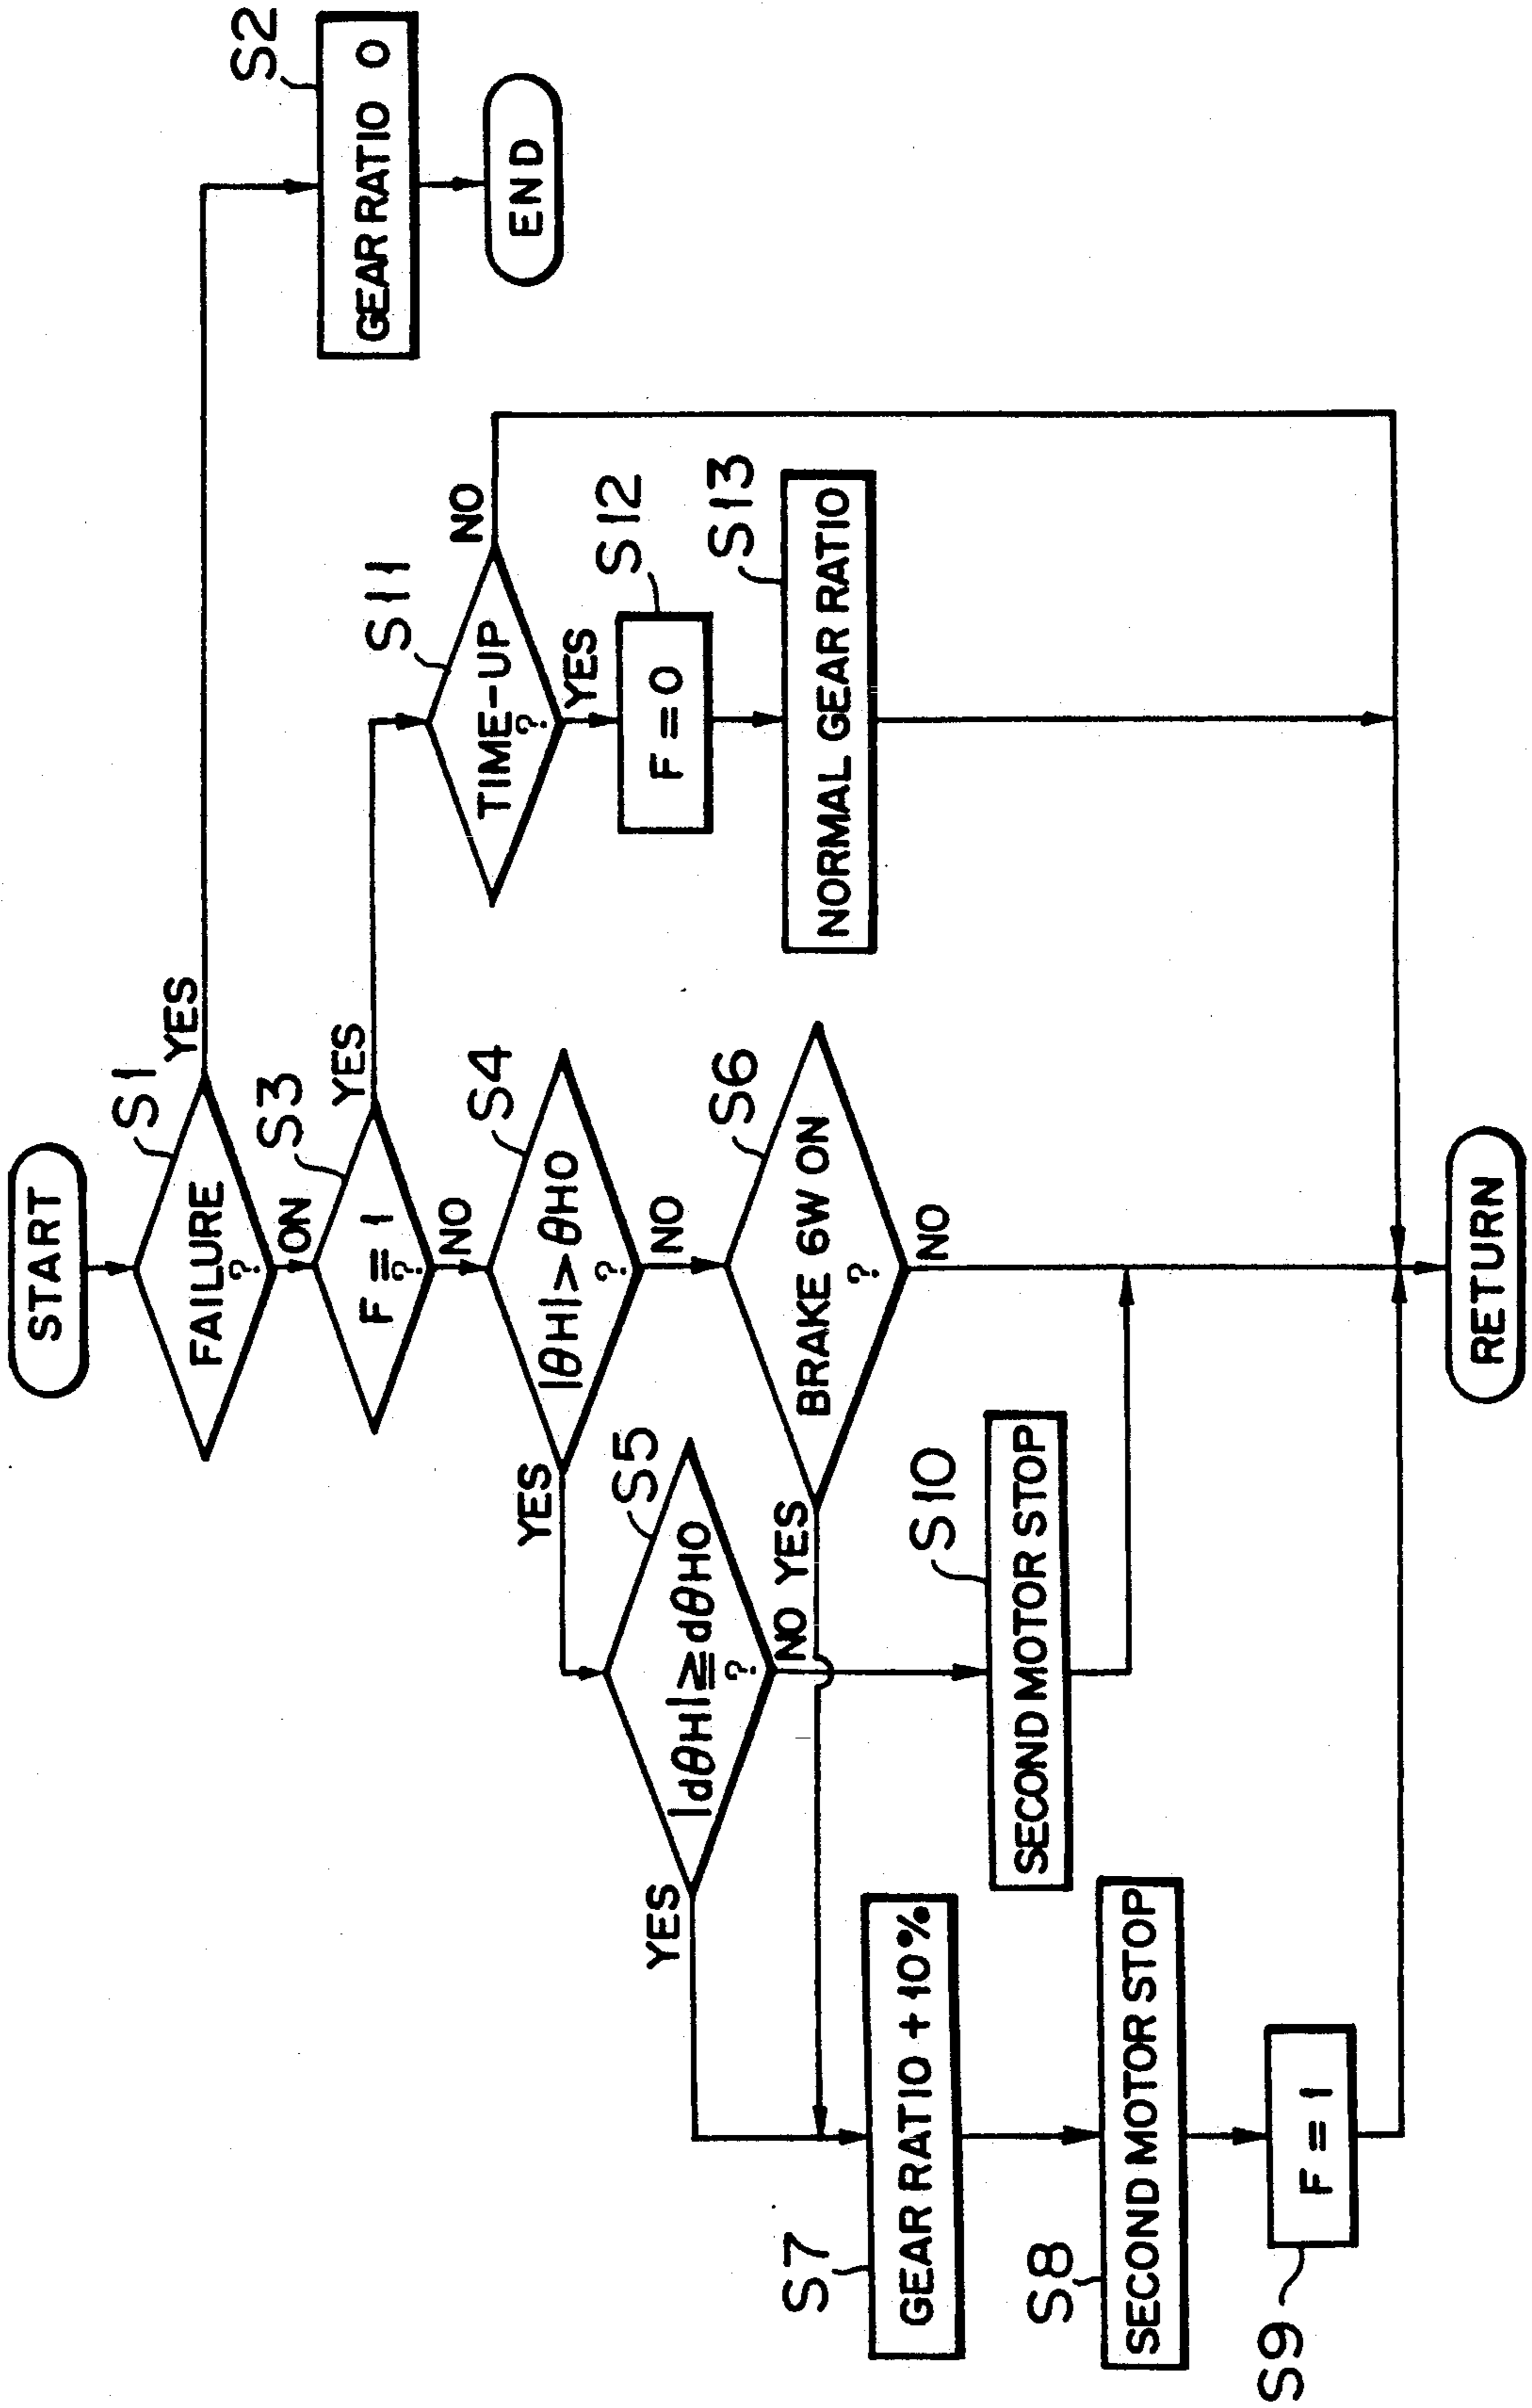 START
S1
FAILURE
?
YES
ON
S2
GEAR RATIO 0
END
S3
F = 1
?
YES
NO
S4
|θH| > θHO
?
YES
NO
S5
|dθH| ≧ dθHO
?
YES
NO
S6
BRAKE 6W ON
?
YES
NO
S7
GEAR RATIO + 10%
S8
SECOND MOTOR STOP
S9
F = 1
S10
SECOND MOTOR STOP
S11
TIME-UP
?
NO
YES
S12
F = 0
S13
NORMAL GEAR RATIO
RETURN